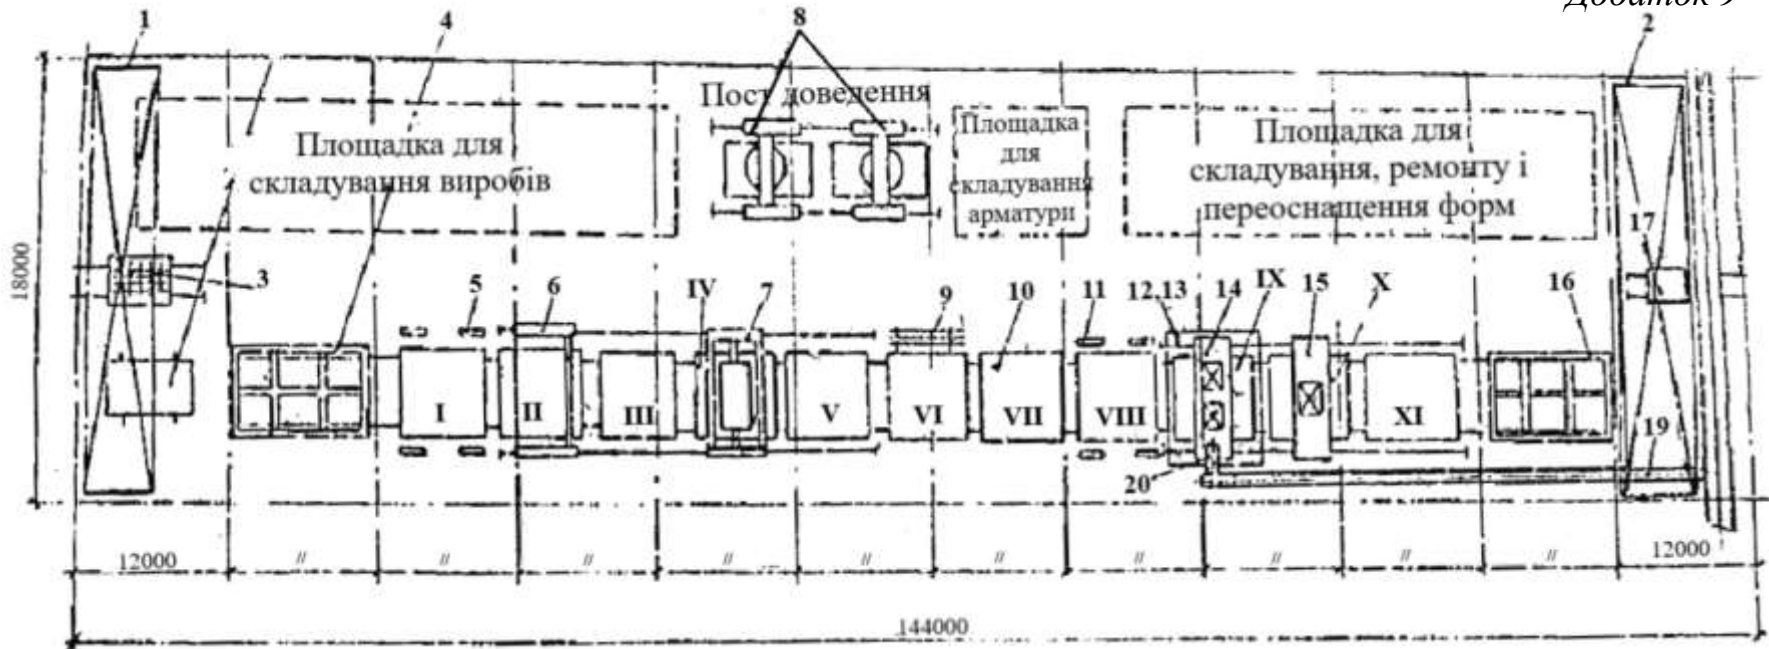 Додаток 9
1
4
8
2
Пост доведення
Площадка для
складування виробів
Площадка
для
складування
арматури
Площадка для
складування, ремонту і
переоснащення форм
17
18000
3
5
6
IV
7
9
10
11
12,13
14
IX
15
X
16
I
II
III
V
VI
VII
VIII
XI
19
20
12000
//
//
//
//
//
//
//
//
//
//
12000
144000